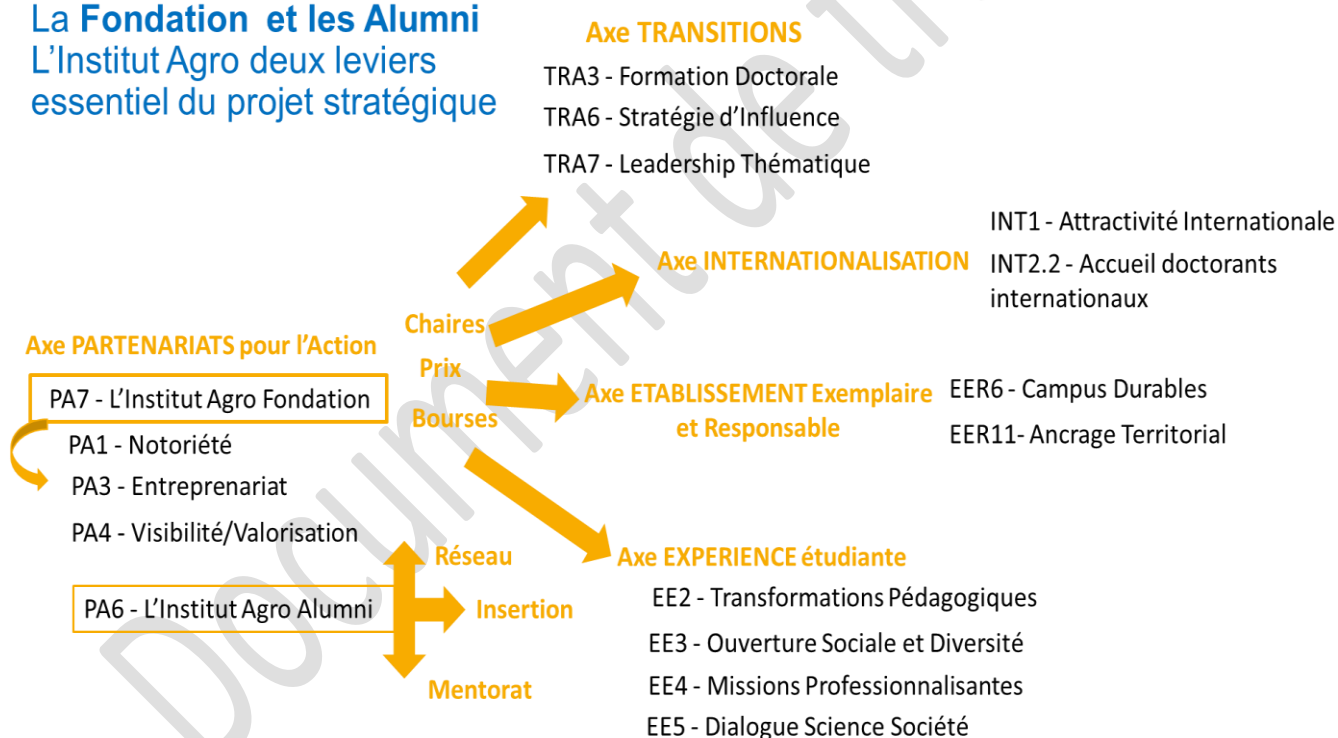 La Fondation et les Alumni
L'Institut Agro deux leviers
essentiel du projet stratégique
Axe TRANSITIONS
TRA3 - Formation Doctorale
TRA6 - Stratégie d'Influence
TRA7 - Leadership Thématique
Axe INTERNATIONALISATION
INT1 - Attractivité Internationale
INT2.2 - Accueil doctorants
internationaux
Chaires
Prix
Bourses
Axe PARTENARIATS pour l'Action
PA7 - L'Institut Agro Fondation
PA1 - Notoriété
PA3 - Entreprenariat
PA4 - Visibilité/Valorisation
Axe ETABLISSEMENT Exemplaire
et Responsable
EER6 - Campus Durables
EER11- Ancrage Territorial
PA6 - L'Institut Agro Alumni
Réseau
Insertion
Mentorat
Axe EXPERIENCE étudiante
EE2 - Transformations Pédagogiques
EE3 - Ouverture Sociale et Diversité
EE4 - Missions Professionnalisantes
EE5 - Dialogue Science Société
Document de